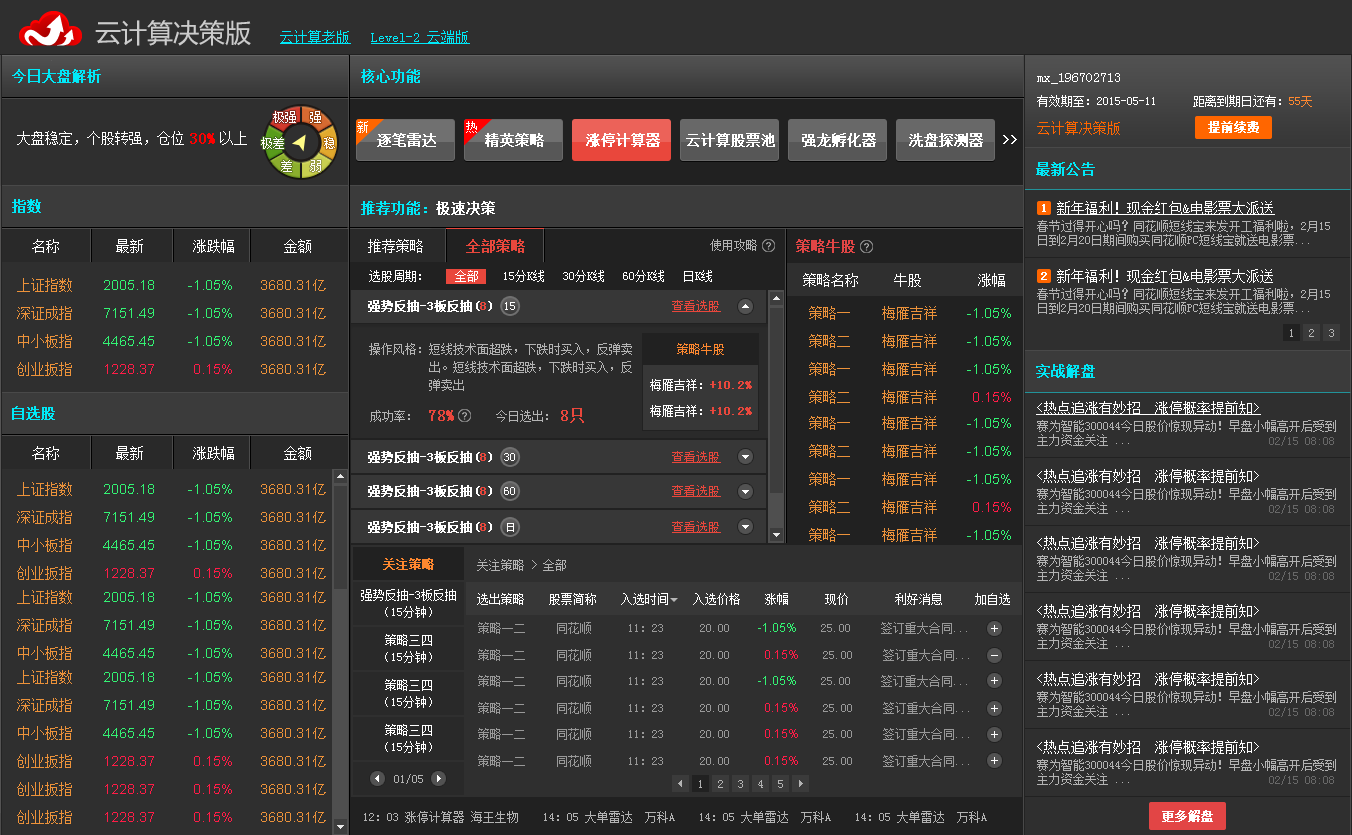 云计算决策版 云计算老版 Level-2 云端版
今日大盘解析
大盘稳定，个股转强，仓位 30% 以上
极强 强 稳 弱 差 极差
指数
名称 最新 涨跌幅 金额
上证指数 2005.18 -1.05% 3680.31亿
深证成指 7151.49 -1.05% 3680.31亿
中小板指 4465.45 -1.05% 3680.31亿
创业扳指 1228.37 0.15% 3680.31亿
自选股
名称 最新 涨跌幅 金额
上证指数 2005.18 -1.05% 3680.31亿
深证成指 7151.49 -1.05% 3680.31亿
中小板指 4465.45 -1.05% 3680.31亿
创业扳指 1228.37 0.15% 3680.31亿
上证指数 2005.18 -1.05% 3680.31亿
深证成指 7151.49 -1.05% 3680.31亿
中小板指 4465.45 -1.05% 3680.31亿
上证指数 2005.18 -1.05% 3680.31亿
深证成指 7151.49 -1.05% 3680.31亿
中小板指 4465.45 -1.05% 3680.31亿
创业扳指 1228.37 0.15% 3680.31亿
创业扳指 1228.37 0.15% 3680.31亿
创业扳指 1228.37 0.15% 3680.31亿
核心功能
新 逐笔雷达 热 精英策略 涨停计算器 云计算股票池 强龙孵化器 洗盘探测器 >>
推荐功能：极速决策
推荐策略 全部策略 使用攻略 ?
选股周期： 全部 15分K线 30分K线 60分K线 日K线
强势反抽-3板反抽(8) 15 查看选股
操作风格：短线技术面超跌，下跌时买入，反弹卖
出。短线技术面超跌，下跌时买入，反
弹卖出
成功率： 78% ? 今日选出： 8只
策略牛股
梅雁吉祥：+10.2%
梅雁吉祥：+10.2%
强势反抽-3板反抽(8) 30 查看选股
强势反抽-3板反抽(8) 60 查看选股
强势反抽-3板反抽(8) 日 查看选股
策略牛股 ?
策略名称 牛股 涨幅
策略一 梅雁吉祥 -1.05%
策略二 梅雁吉祥 -1.05%
策略一 梅雁吉祥 -1.05%
策略二 梅雁吉祥 0.15%
策略一 梅雁吉祥 -1.05%
策略二 梅雁吉祥 -1.05%
策略一 梅雁吉祥 -1.05%
策略二 梅雁吉祥 0.15%
策略一 梅雁吉祥 -1.05%
关注策略
强势反抽-3板反抽
（15分钟）
策略三四
（15分钟）
策略三四
（15分钟）
策略三四
（15分钟）
01/05
关注策略 > 全部
选出策略 股票简称 入选时间 入选价格 涨幅 现价 利好消息 加自选
策略一二 同花顺 11：23 20.00 -1.05% 25.00 签订重大合同...
策略一二 同花顺 11：23 20.00 0.15% 25.00 签订重大合同...
策略一二 同花顺 11：23 20.00 -1.05% 25.00 签订重大合同...
策略一二 同花顺 11：23 20.00 0.15% 25.00 签订重大合同...
策略一二 同花顺 11：23 20.00 0.15% 25.00 签订重大合同...
策略一二 同花顺 11：23 20.00 0.15% 25.00 签订重大合同...
1 2 3 4 5
12：03 涨停计算器 海王生物 14：05 大单雷达 万科A 14：05 大单雷达 万科A 14：05 大单雷达 万科A
mx_196702713
有效期至：2015-05-11 距离到期日还有：55天
云计算决策版 提前续费
最新公告
1 新年福利！现金红包&电影票大派送
春节过得开心吗？同花顺短线宝来发开工福利啦，2月15
日到2月20日期间购买同花顺PC短线宝就送电影票...
2 新年福利！现金红包&电影票大派送
春节过得开心吗？同花顺短线宝来发开工福利啦，2月15
日到2月20日期间购买同花顺PC短线宝就送电影票...
1 2 3
实战解盘
<热点追涨有妙招 涨停概率提前知>
赛为智能300044今日股价惊现异动！早盘小幅高开后受到
主力资金关注 ... 02/15 08:08
<热点追涨有妙招 涨停概率提前知>
赛为智能300044今日股价惊现异动！早盘小幅高开后受到
主力资金关注 ... 02/15 08:08
<热点追涨有妙招 涨停概率提前知>
赛为智能300044今日股价惊现异动！早盘小幅高开后受到
主力资金关注 ... 02/15 08:08
<热点追涨有妙招 涨停概率提前知>
赛为智能300044今日股价惊现异动！早盘小幅高开后受到
主力资金关注 ... 02/15 08:08
<热点追涨有妙招 涨停概率提前知>
赛为智能300044今日股价惊现异动！早盘小幅高开后受到
主力资金关注 ... 02/15 08:08
<热点追涨有妙招 涨停概率提前知>
赛为智能300044今日股价惊现异动！早盘小幅高开后受到
主力资金关注 ... 02/15 08:08
更多解盘